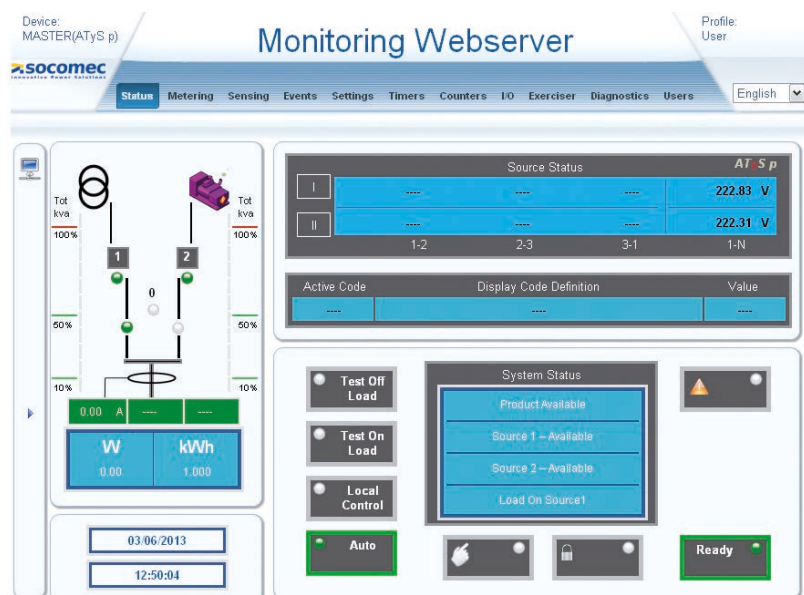 Device:
MASTER(ATyS p)
Monitoring Webserver
Profile:
User
socomec
Innovative Power Solutions
Status Metering Sensing Events Settings Timers Counters I/O Exerciser Diagnostics Users
English
Tot
kva
100%
50%
10%
1
2
0
Tot
kva
100%
50%
10%
0.00 A ---- ----
W kWh
0.00 1.000
03/06/2013
12:50:04
Source Status ATyS p
I ---- ---- ---- 222.83 V
II ---- ---- ---- 222.31 V
1-2 2-3 3-1 1-N
Active Code Display Code Definition Value
---- ---- ----
Test Off
Load
Test On
Load
Local
Control
Auto
System Status
Product Available
Source 1 – Available
Source 2 – Available
Load On Source1
Ready